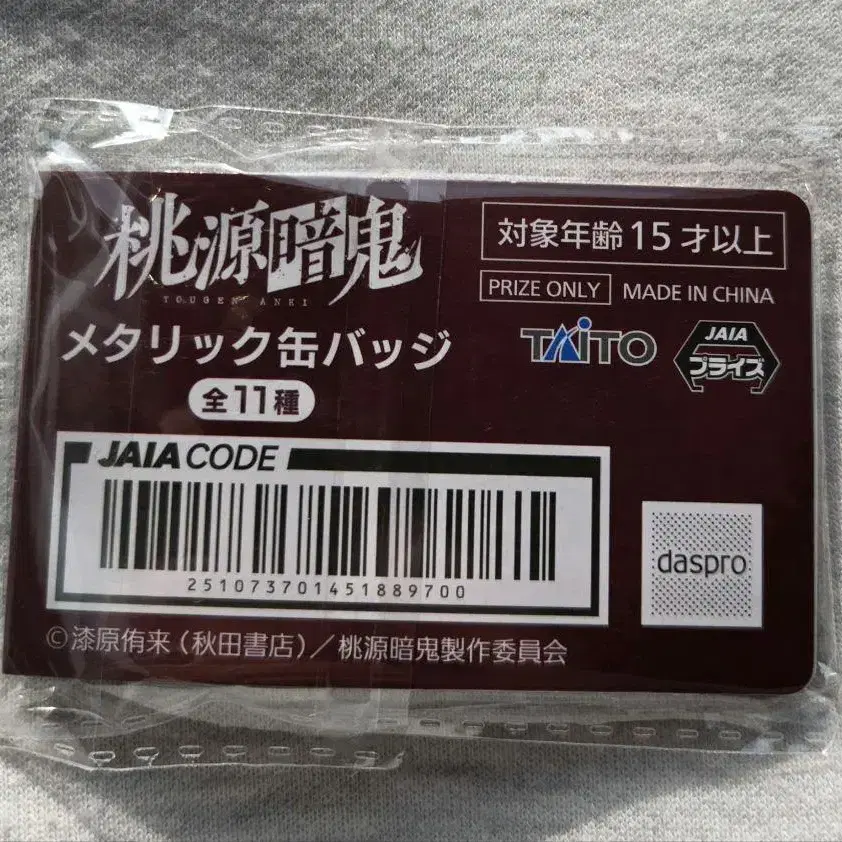 桃源暗鬼
TOUGEN ANKI
メタリック缶バッジ
全11種
対象年齢15才以上
PRIZE ONLY
MADE IN CHINA
TAITO
JAIA
プライズ
JAIA CODE
251073701451889700
daspro
©漆原侑来（秋田書店）／桃源暗鬼製作委員会